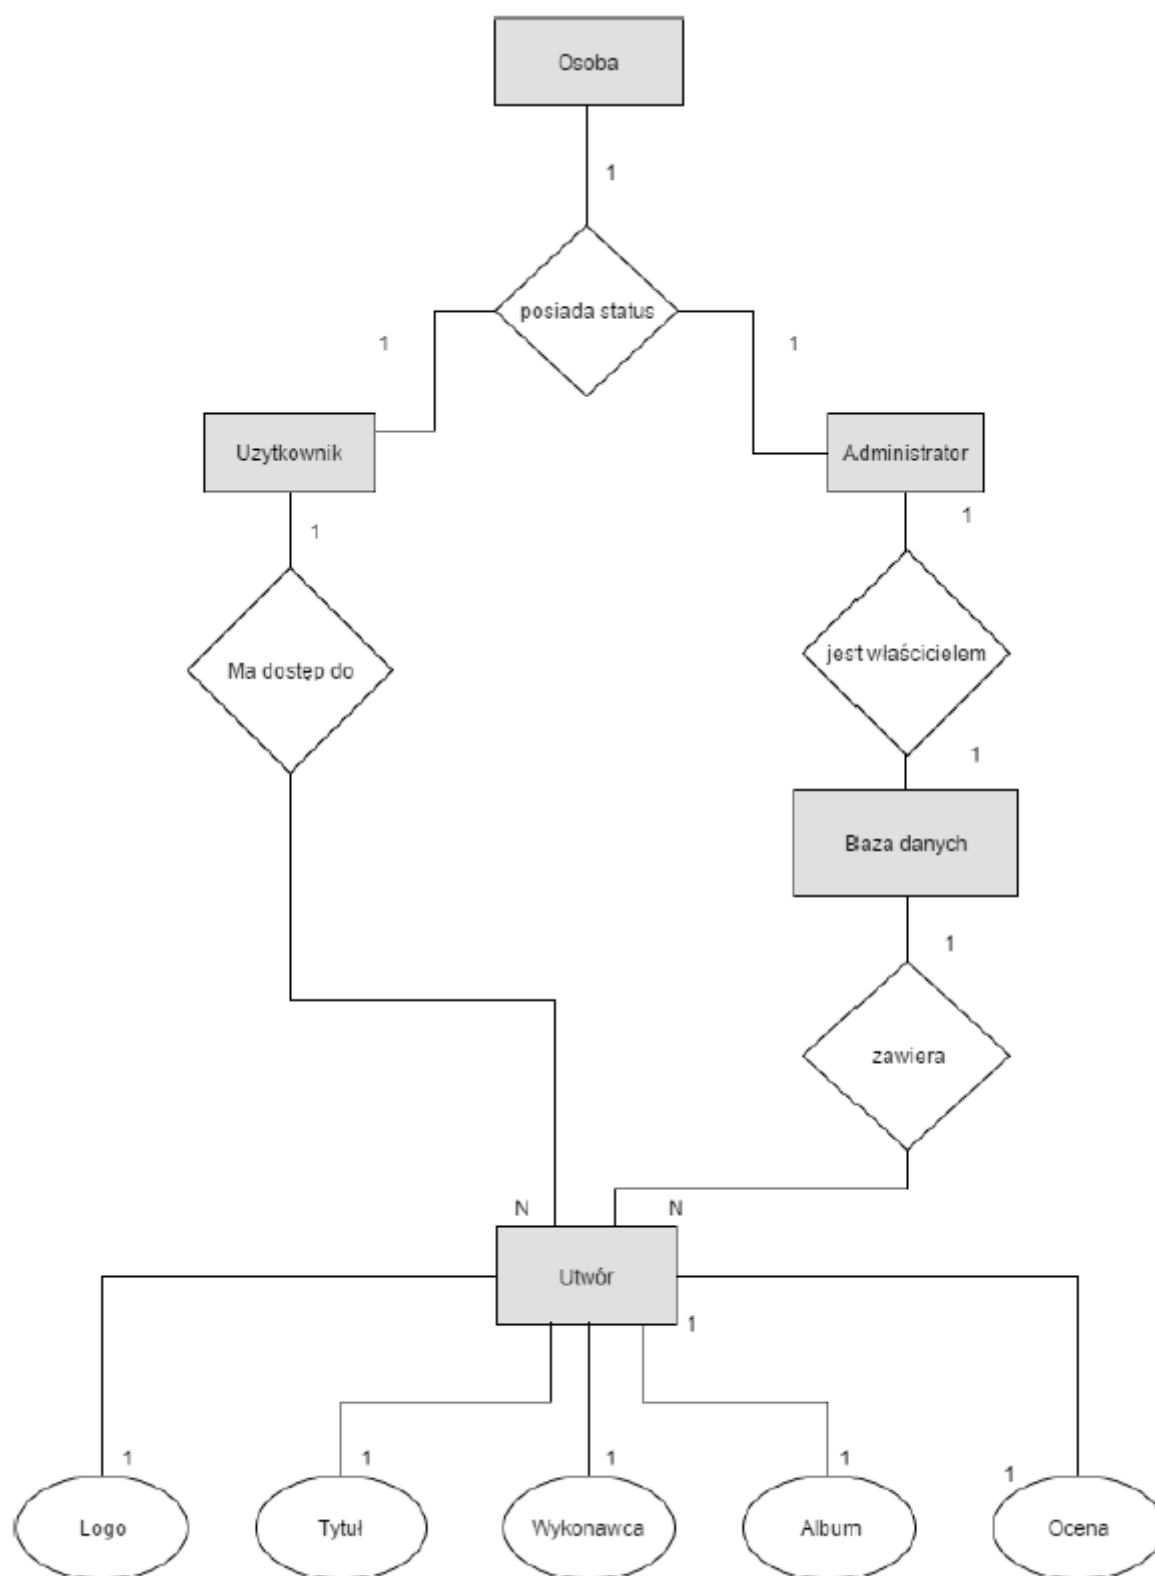 Osoba
1
posiada status
1
1
Uzytkownik
Administrator
1
1
Ma dostęp do
jest właścicielem
1
Baza danych
1
zawiera
N
N
Utwór
1
1
1
1
1
1
Logo
Tytuł
Wykonawca
Album
Ocena